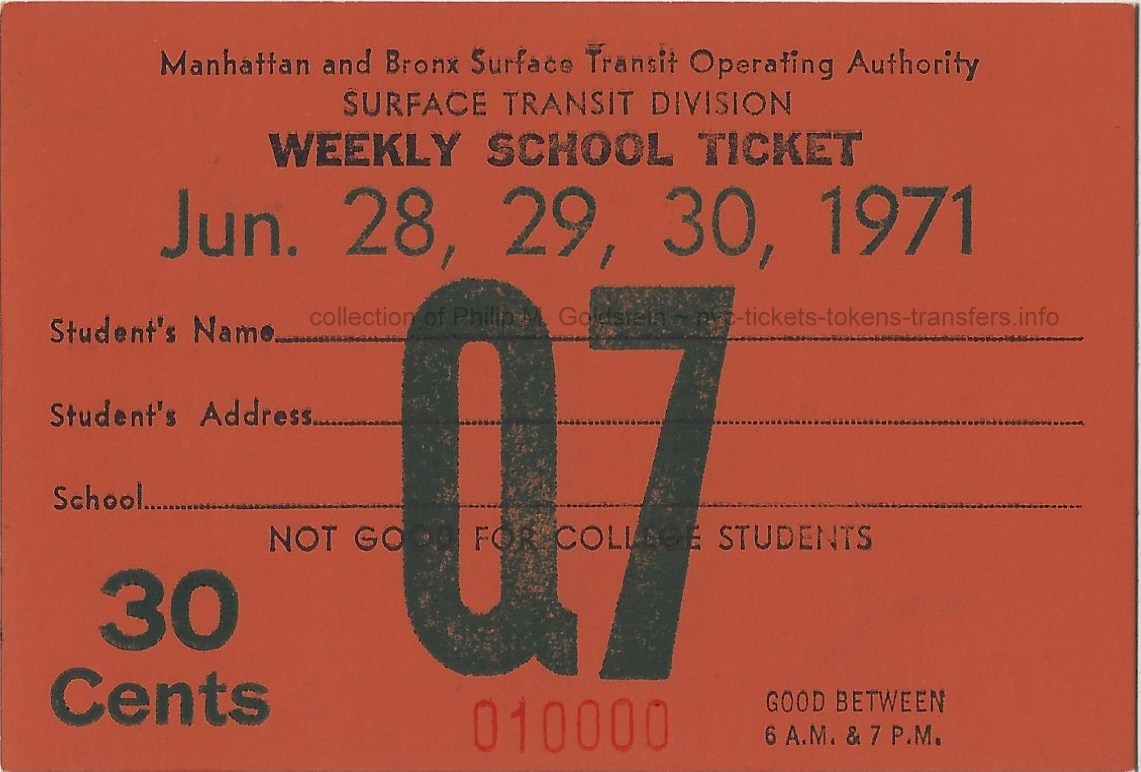 Manhattan and Bronx Surface Transit Operating Authority
SURFACE TRANSIT DIVISION
WEEKLY SCHOOL TICKET
Jun. 28, 29, 30, 1971
collection of Philip M. Goldstein ~ nyc-tickets-tokens-transfers.info
Student's Name
Student's Address
School
NOT GOOD FOR COLLEGE STUDENTS
Q7
30
Cents
010000
GOOD BETWEEN
6 A.M. & 7 P.M.